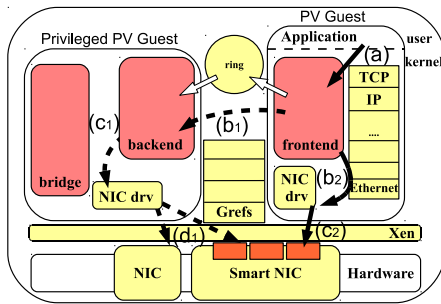 PV Guest
Privileged PV Guest
Application
user
kernel
ring
(a)
TCP
IP
....
(c1)
(b1)
backend
frontend
bridge
NIC drv
NIC
drv
(b2)
Ethernet
Grefs
(d1)
(c2)
Xen
NIC
Smart NIC
Hardware